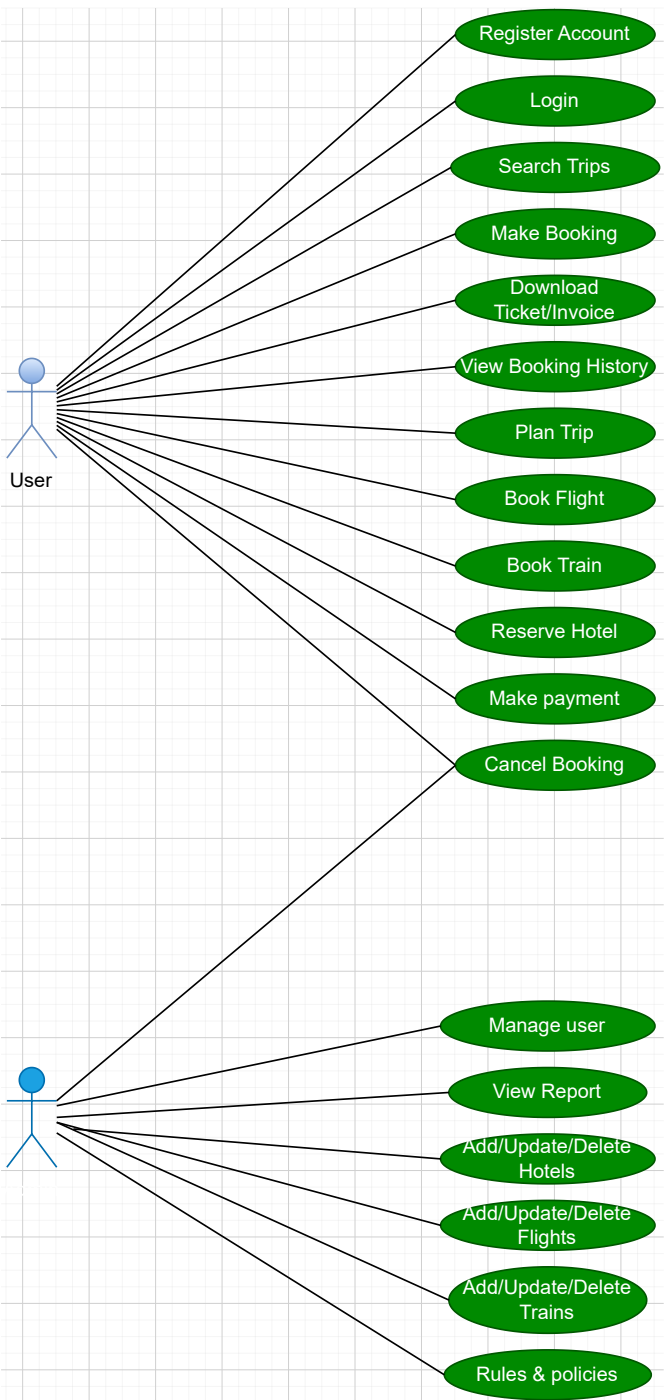 Register Account
Login
Search Trips
Make Booking
Download
Ticket/Invoice
View Booking History
Plan Trip
User
Book Flight
Book Train
Reserve Hotel
Make payment
Cancel Booking
Manage user
View Report
Add/Update/Delete
Hotels
Add/Update/Delete
Flights
Add/Update/Delete
Trains
Rules & policies